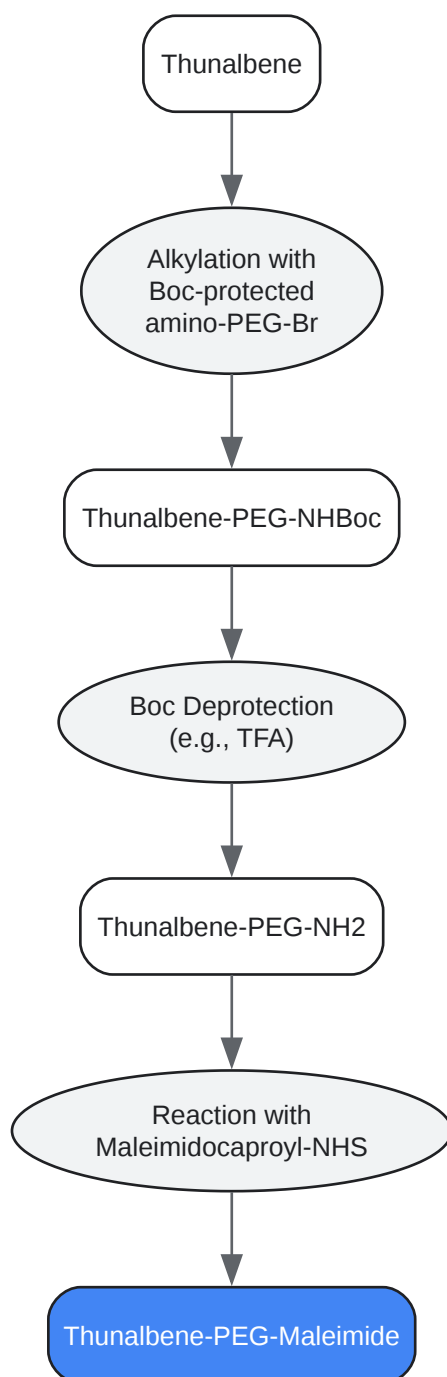 Thunalbene
Alkylation with
Boc-protected
amino-PEG-Br
Thunalbene-PEG-NHBoc
Boc Deprotection
(e.g., TFA)
Thunalbene-PEG-NH2
Reaction with
Maleimidocaproyl-NHS
Thunalbene-PEG-Maleimide